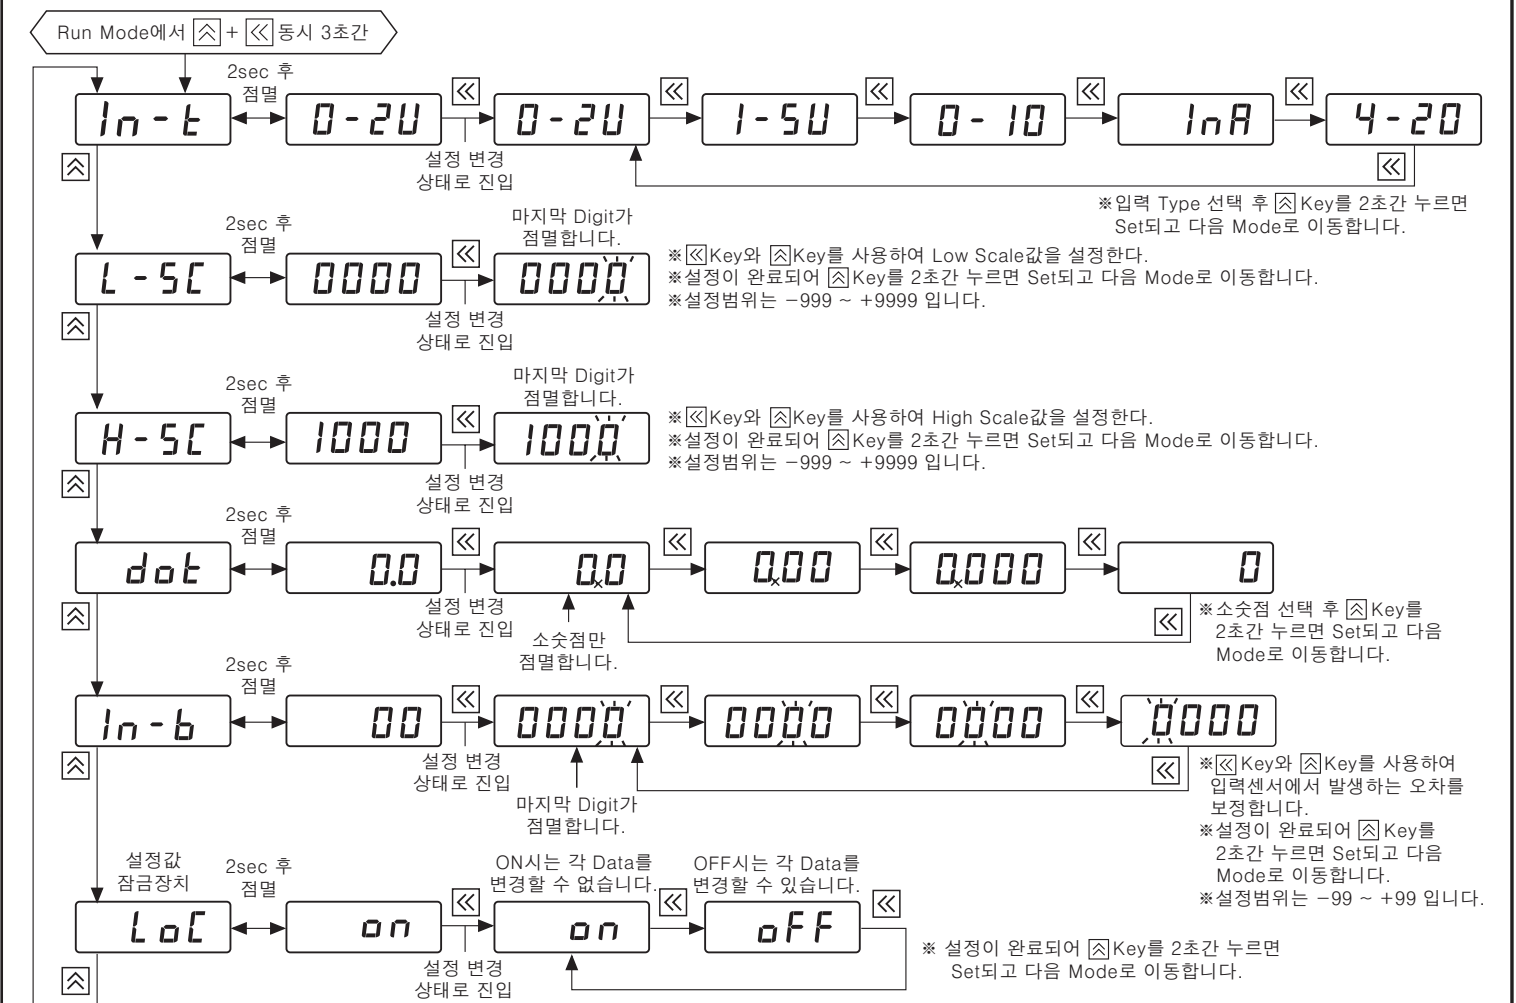 Run Mode에서 + 동시 3초간
2sec 후
점멸
In-t
0-2V
0-2V
1-5V
0-10
InA
4-20
설정 변경
상태로 진입
※입력 Type 선택 후 Key를 2초간 누르면
Set되고 다음 Mode로 이동합니다.
2sec 후
점멸
마지막 Digit가
점멸합니다.
L-SC
0000
0000
※ Key와 Key를 사용하여 Low Scale값을 설정한다.
※설정이 완료되어 Key를 2초간 누르면 Set되고 다음 Mode로 이동합니다.
※설정범위는 −999 ~ +9999 입니다.
설정 변경
상태로 진입
2sec 후
점멸
마지막 Digit가
점멸합니다.
H-SC
1000
1000
※ Key와 Key를 사용하여 High Scale값을 설정한다.
※설정이 완료되어 Key를 2초간 누르면 Set되고 다음 Mode로 이동합니다.
※설정범위는 −999 ~ +9999 입니다.
설정 변경
상태로 진입
2sec 후
점멸
dot
0.0
0.0
0.00
0.000
0
설정 변경
상태로 진입
소숫점만
점멸합니다.
※소숫점 선택 후 Key를
2초간 누르면 Set되고 다음
Mode로 이동합니다.
2sec 후
점멸
In-b
00
0000
0000
0000
0000
설정 변경
상태로 진입
마지막 Digit가
점멸합니다.
※ Key와 Key를 사용하여
입력센서에서 발생하는 오차를
보정합니다.
※설정이 완료되어 Key를
2초간 누르면 Set되고 다음
Mode로 이동합니다.
※설정범위는 −99 ~ +99 입니다.
설정값
잠금장치
2sec 후
점멸
ON시는 각 Data를
변경할 수 없습니다.
OFF시는 각 Data를
변경할 수 있습니다.
LoC
on
on
oFF
설정 변경
상태로 진입
※ 설정이 완료되어 Key를 2초간 누르면
Set되고 다음 Mode로 이동합니다.